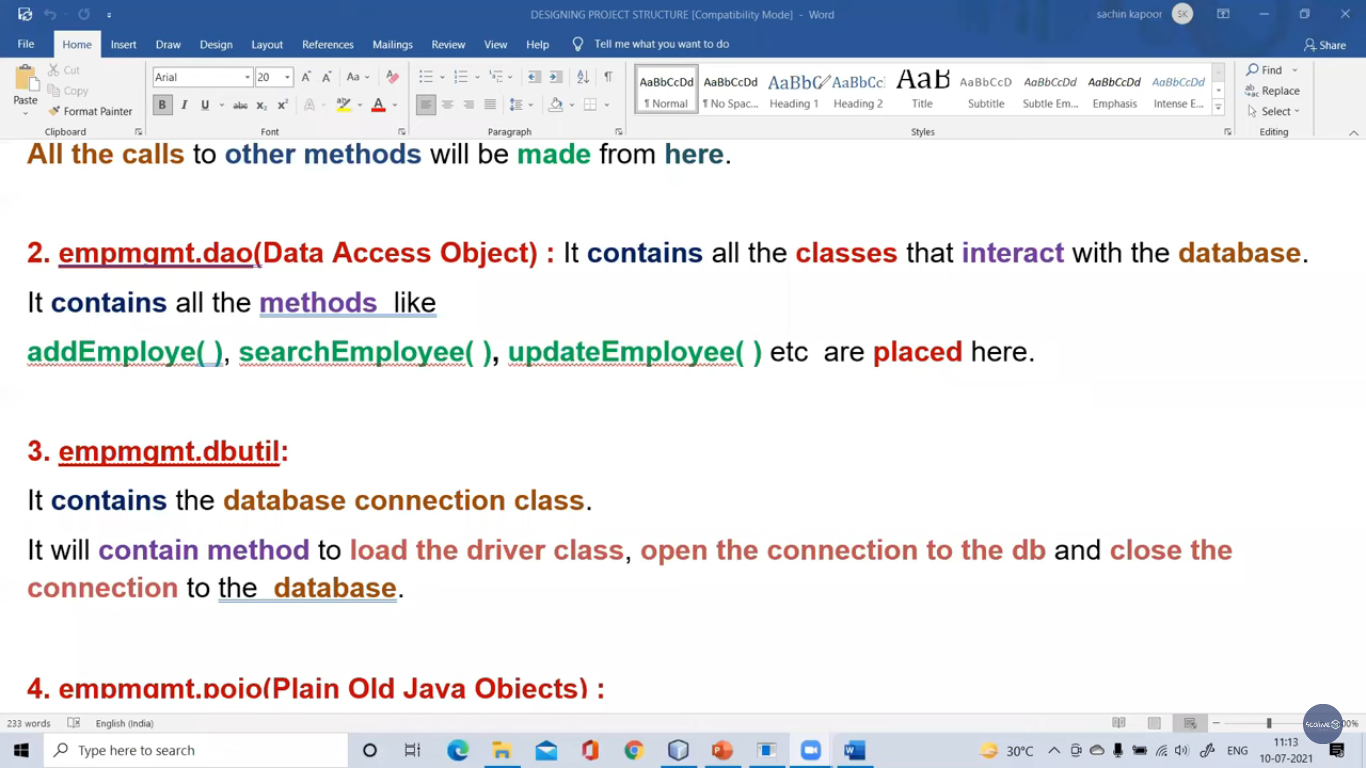 DESIGNING PROJECT STRUCTURE [Compatibility Mode] - Word
sachin kapoor SK
File Home Insert Draw Design Layout References Mailings Review View Help Tell me what you want to do Share
Paste Cut Copy Format Painter
Arial 20
AaBbCcDd AaBbCcDd AaBbC AaBbCc AaB AaBbCcD AaBbCcDd AaBbCcDd AaBbCcDd
¶ Normal ¶ No Spac... Heading 1 Heading 2 Title Subtitle Subtle Em... Emphasis Intense E...
Find Replace Select
Clipboard Font Paragraph Styles Editing
All the calls to other methods will be made from here.
2. empmgmt.dao(Data Access Object) : It contains all the classes that interact with the database.
It contains all the methods like
addEmploye( ), searchEmployee( ), updateEmployee( ) etc are placed here.
3. empmgmt.dbutil:
It contains the database connection class.
It will contain method to load the driver class, open the connection to the db and close the
connection to the database.
4. empmgmt.pojo(Plain Old Java Objects) :
233 words English (India)
scalive
Type here to search
30°C ENG 11:13
10-07-2021